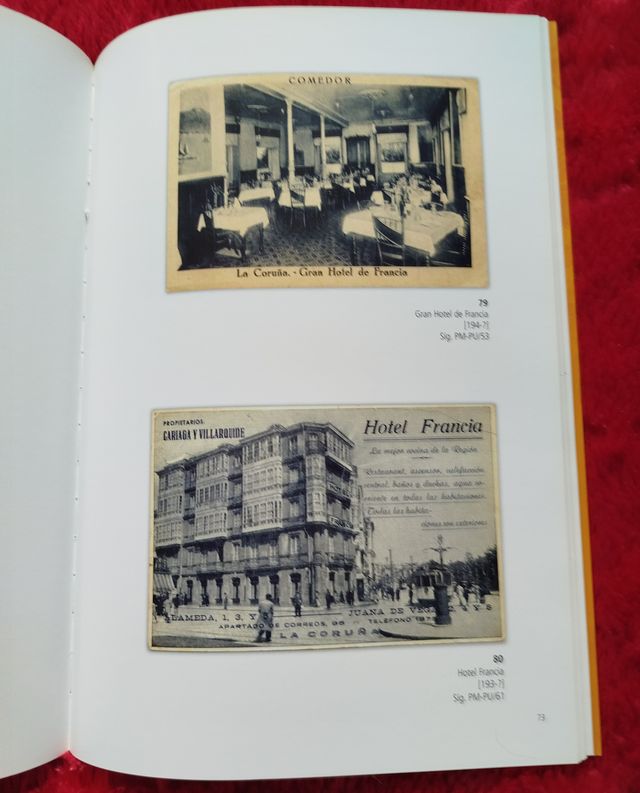 COMEDOR
La Coruña. - Gran Hotel de Francia
79
Gran Hotel de Francia
[194-?]
Sig. PM-PU/53
PROPIETARIOS:
CARIAGA Y VILLARQUIDE
Hotel Francia
La mejor cocina de la Región
Restaurant, ascensor, calefacción
central, baños y duchas, agua co-
rriente en todas las habitaciones.
Todas las habita-
ciones son exteriores
ALAMEDA, 1, 3, Y
JUANA DE VEGA, 2, 4 Y 6
APARTADO DE CORREOS, 98 - TELEFONO
LA CORUÑA
80
Hotel Francia
[193-?]
Sig. PM-PU/61
73